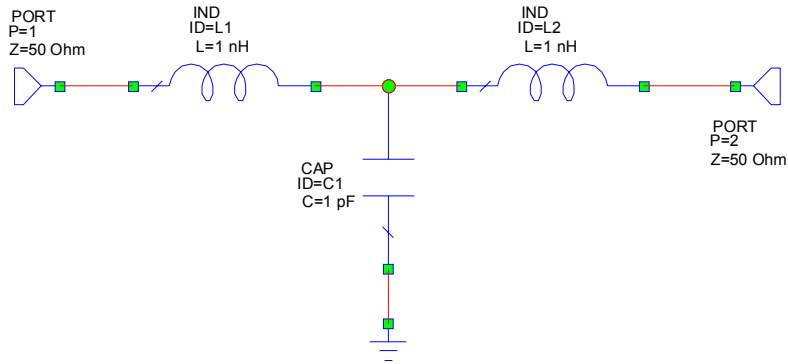 PORT
P=1
Z=50 Ohm
IND
ID=L1
L=1 nH
IND
ID=L2
L=1 nH
CAP
ID=C1
C=1 pF
PORT
P=2
Z=50 Ohm